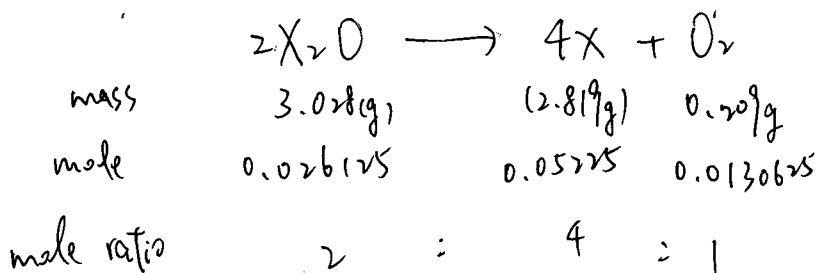 2X₂O → 4X + O₂
mass 3.028(g) (2.819g) 0.209g
mole 0.026125 0.05225 0.0130625
mole ratio 2 : 4 : 1